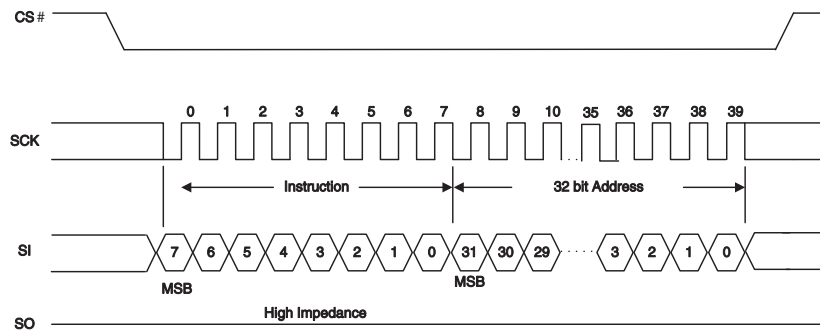 CS #
0 1 2 3 4 5 6 7 8 9 10 35 36 37 38 39
SCK
Instruction 32 bit Address
SI 7 6 5 4 3 2 1 0 31 30 29 3 2 1 0
MSB MSB
High Impedance
SO